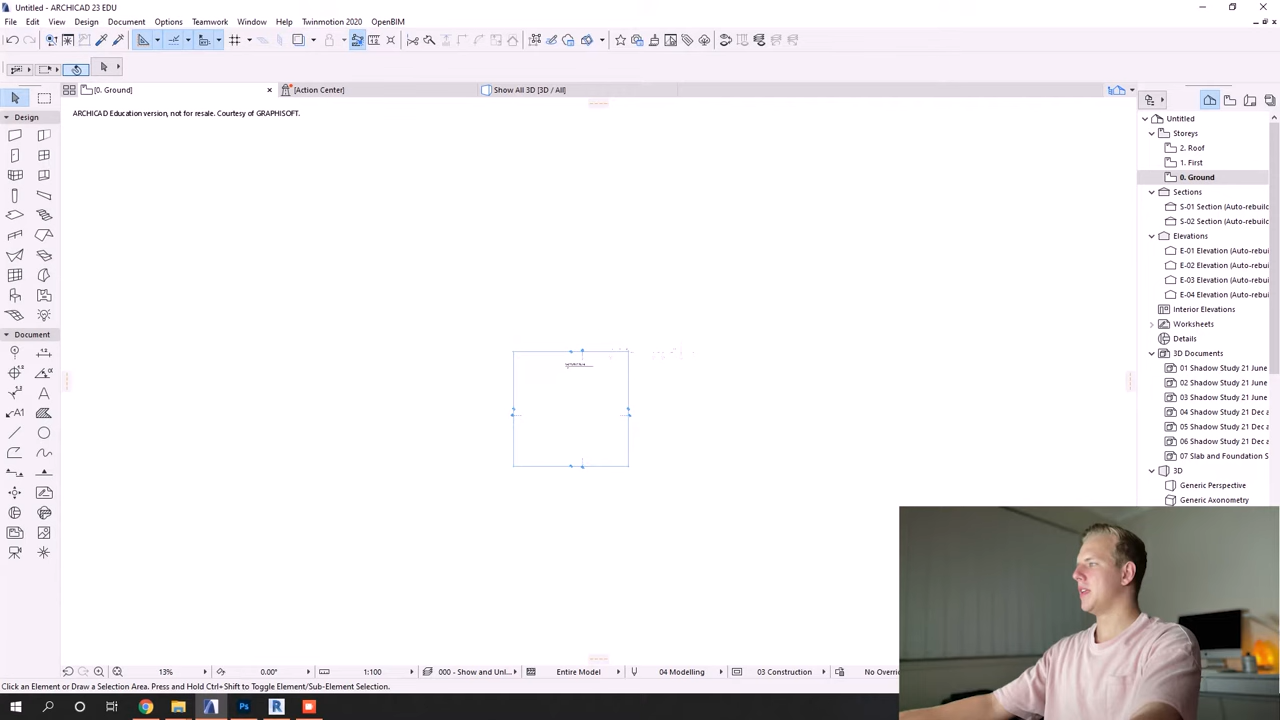 Untitled - ARCHICAD 23 EDU
File Edit View Design Document Options Teamwork Window Help Twinmotion 2020 OpenBIM
[0. Ground]
[Action Center]
Show All 3D [3D / All]
ARCHICAD Education version, not for resale. Courtesy of GRAPHISOFT.
Design
Document
A1
A
Untitled
Storeys
2. Roof
1. First
0. Ground
Sections
S-01 Section (Auto-rebuild
S-02 Section (Auto-rebuild
Elevations
E-01 Elevation (Auto-rebui
E-02 Elevation (Auto-rebui
E-03 Elevation (Auto-rebui
E-04 Elevation (Auto-rebui
Interior Elevations
Worksheets
Details
3D Documents
01 Shadow Study 21 June
02 Shadow Study 21 June
03 Shadow Study 21 June
04 Shadow Study 21 Dec a
05 Shadow Study 21 Dec a
06 Shadow Study 21 Dec a
07 Slab and Foundation S
3D
Generic Perspective
Generic Axonometry
13% 0.00° 1:100 000 - Show and Unl... Entire Model 04 Modelling 03 Construction No Overri
Click an Element or Draw a Selection Area. Press and Hold Ctrl+Shift to Toggle Element/Sub-Element Selection.
Ps
R